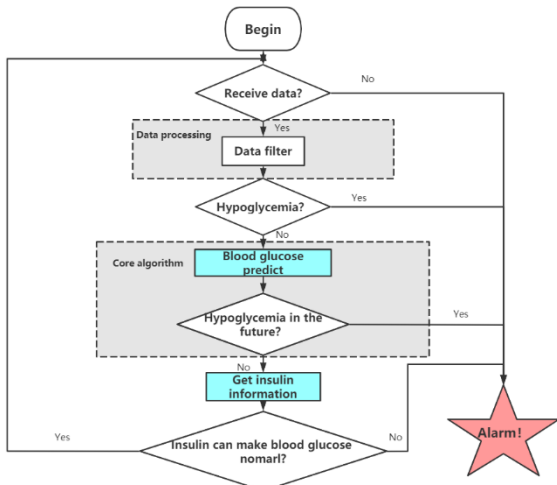 Begin
Receive data?
No
Yes
Data processing
Data filter
Hypoglycemia?
Yes
No
Core algorithm
Blood glucose
predict
Hypoglycemia in the
future?
Yes
No
Get insulin
information
Yes
Insulin can make blood glucose
nomarl?
No
Alarm!